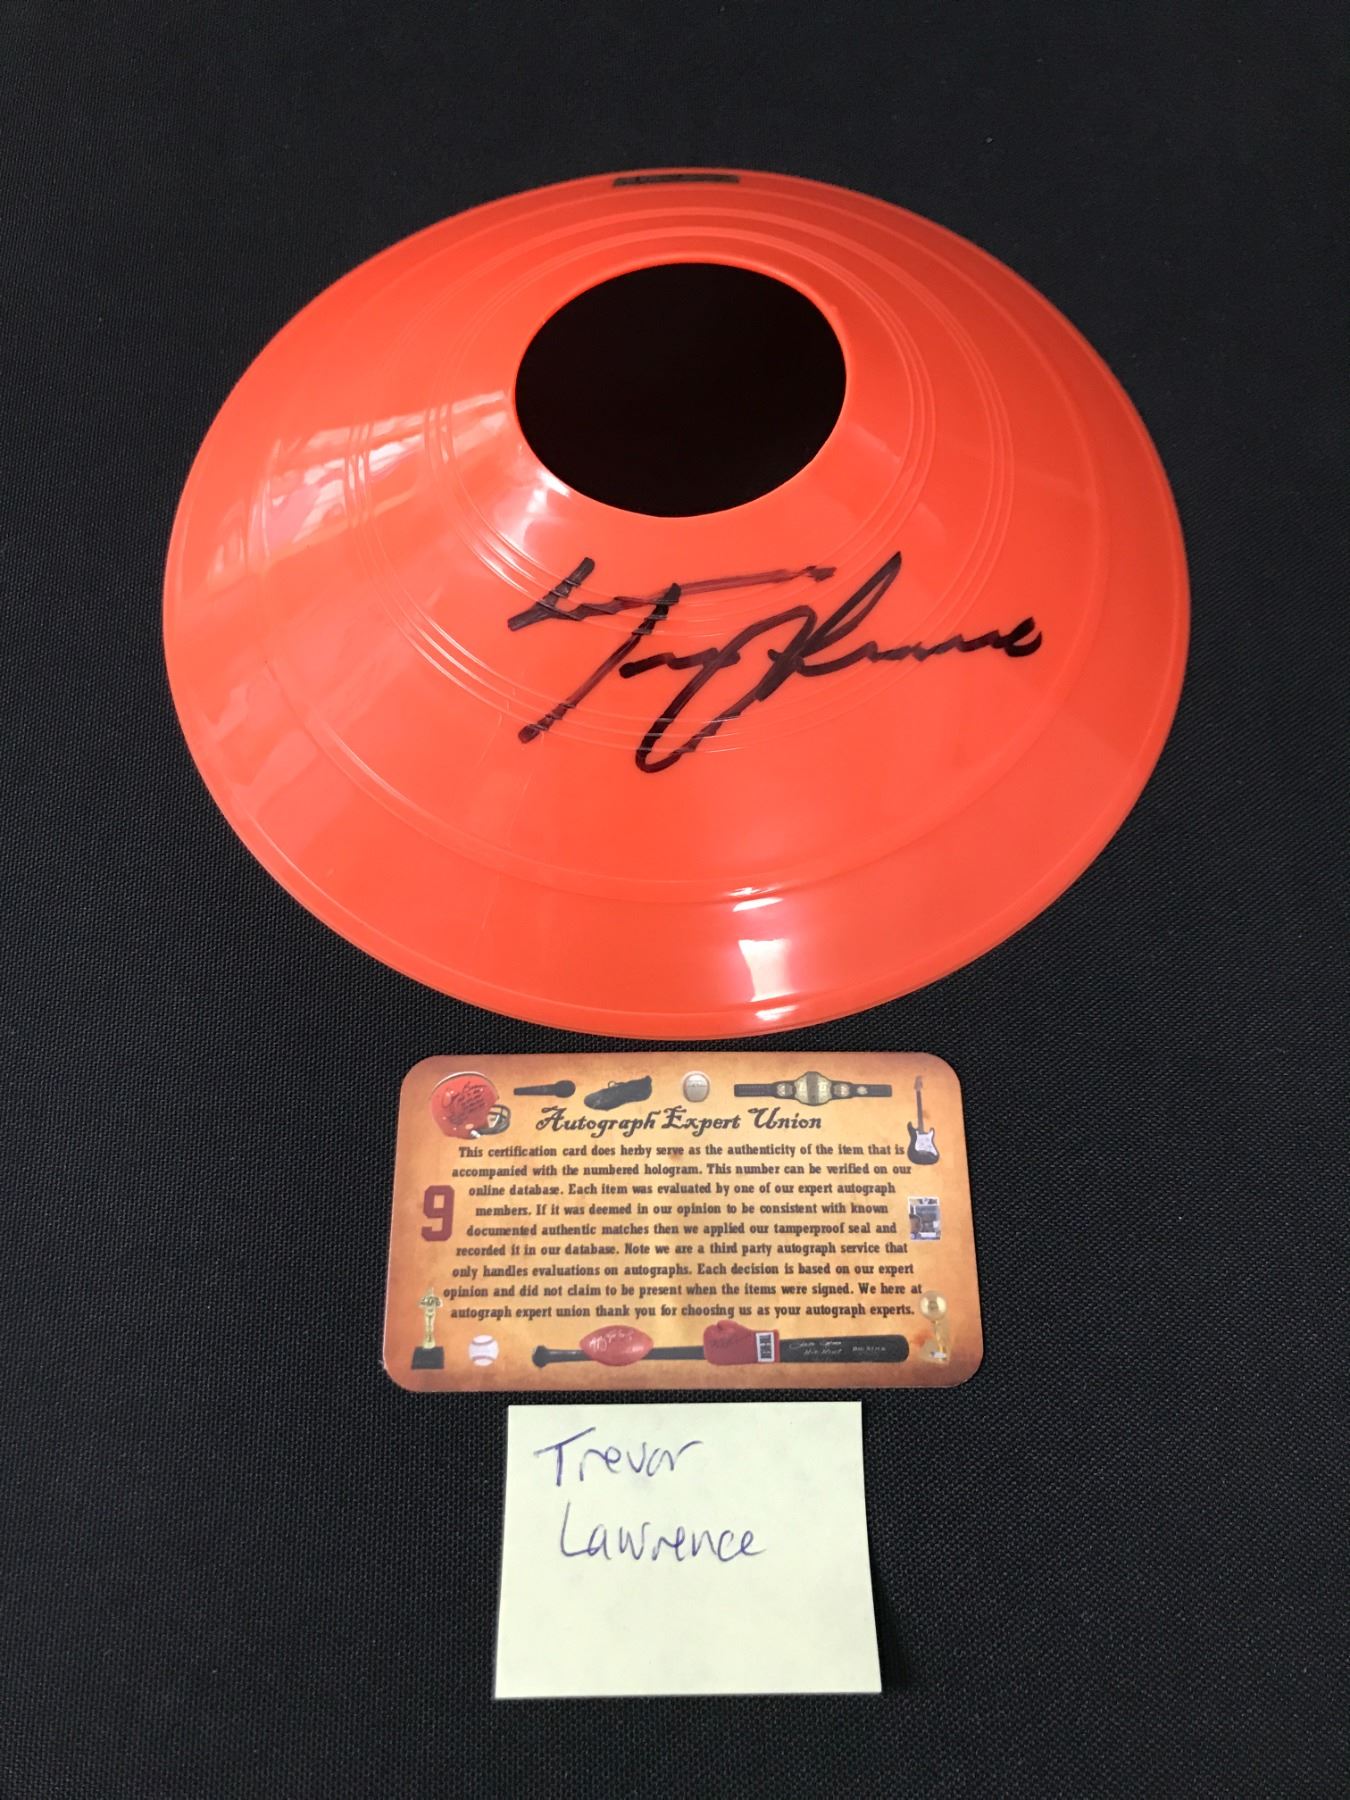 Autograph Expert Union
This certification card does herby serve as the authenticity of the item that is
accompanied with the numbered hologram. This number can be verified on our
online database. Each item was evaluated by one of our expert autograph
members. If it was deemed in our opinion to be consistent with known
documented authentic matches then we applied our tamperproof seal and
recorded it in our database. Note we are a third party autograph service that
only handles evaluations on autographs. Each decision is based on our expert
opinion and did not claim to be present when the items were signed. We here at
autograph expert union thank you for choosing us as your autograph experts.
9
Trevor
Lawrence